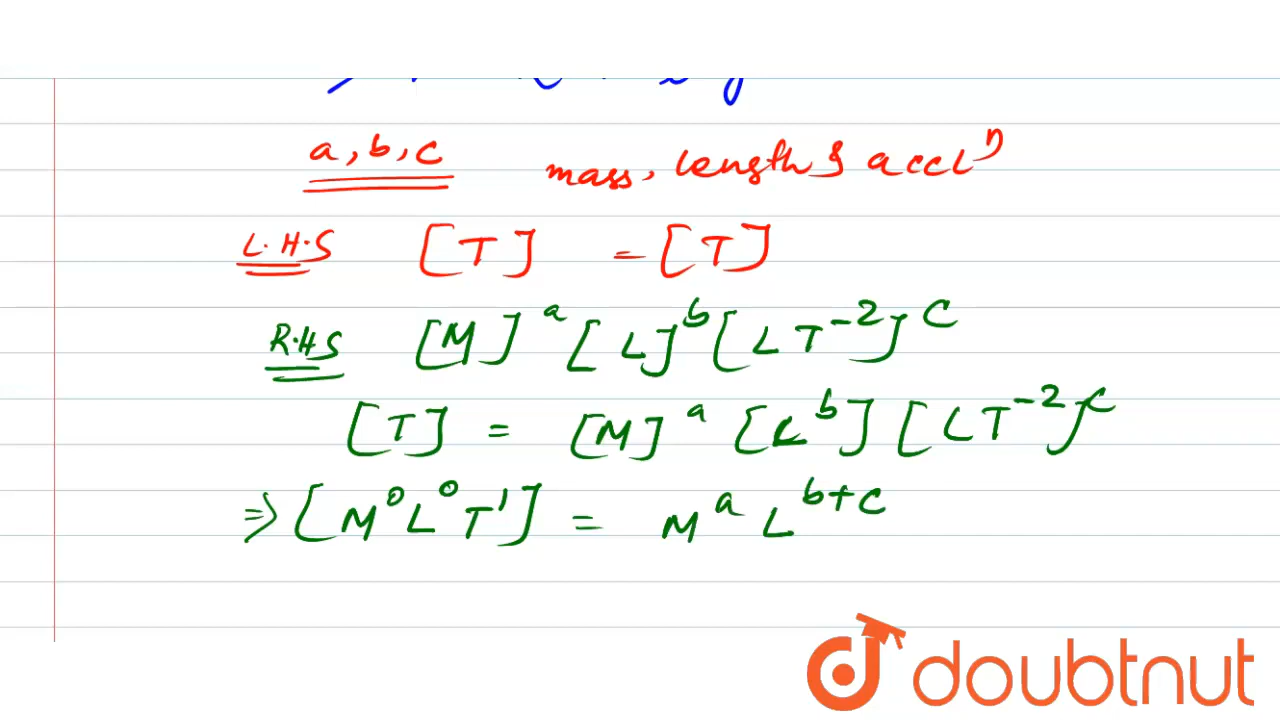 a, b, c mass, length & accl^n
L.H.S [T] = [T]
R.H.S [M]^a [L]^b [LT^-2]^c
[T] = [M]^a [L^b] [LT^-2]^c
⇒ [M^0 L^0 T^1] = M^a L^b+c
doubtnut